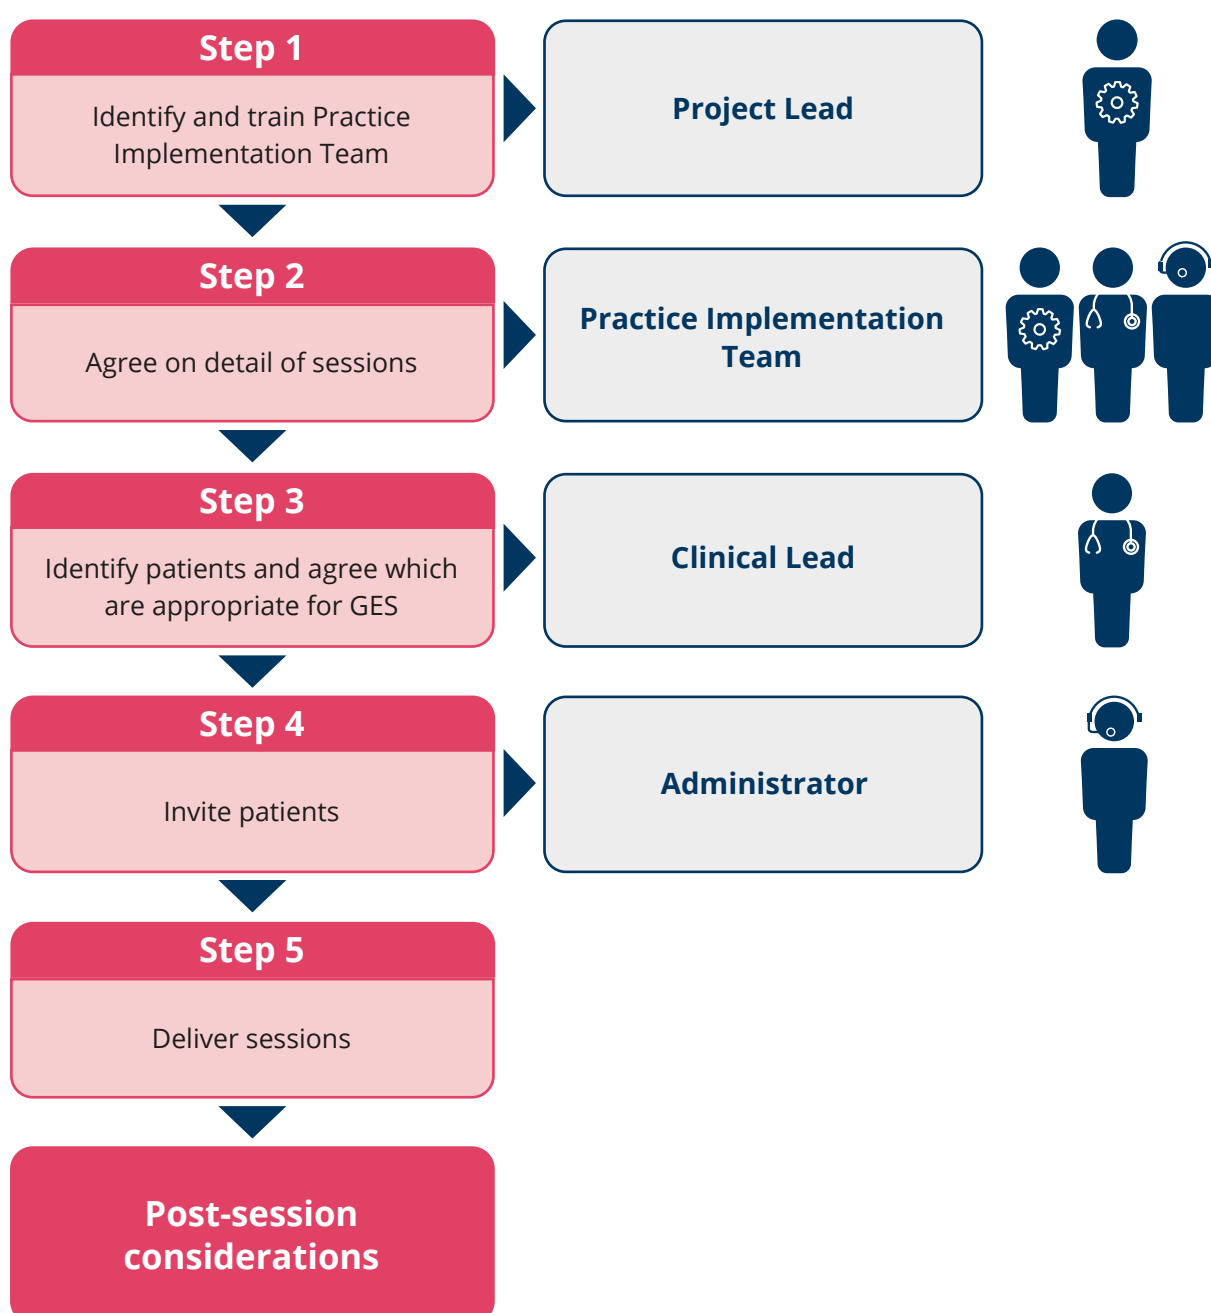 Step 1
Identify and train Practice
Implementation Team
Project Lead
Step 2
Agree on detail of sessions
Practice Implementation
Team
Step 3
Identify patients and agree which
are appropriate for GES
Clinical Lead
Step 4
Invite patients
Administrator
Step 5
Deliver sessions
Post-session
considerations